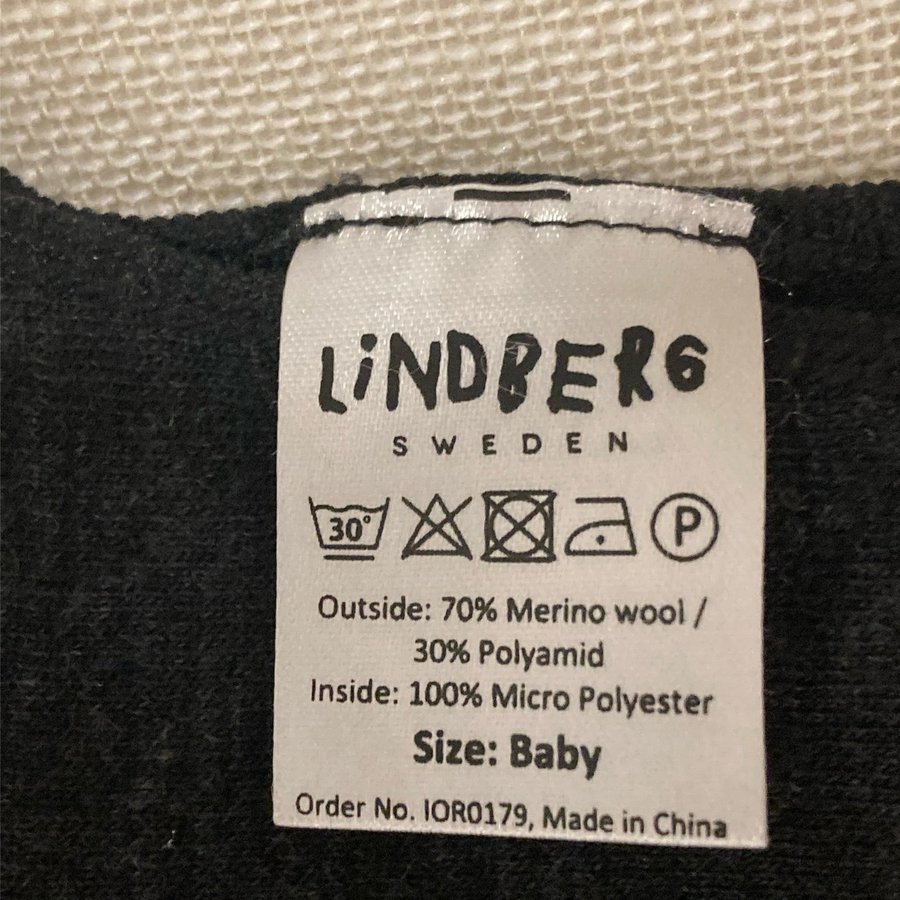 LiNDBERG
SWEDEN
30° P
Outside: 70% Merino wool /
30% Polyamid
Inside: 100% Micro Polyester
Size: Baby
Order No. IOR0179, Made in China